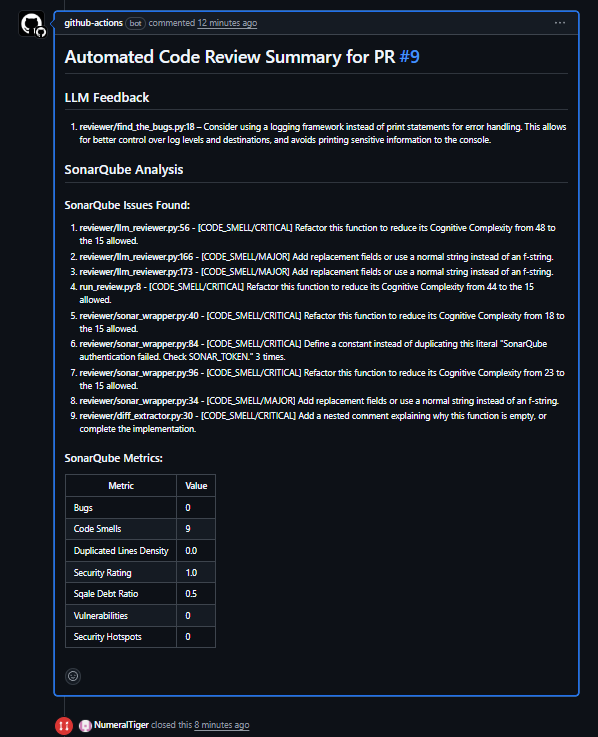 github-actions bot commented 12 minutes ago ...
Automated Code Review Summary for PR #9
LLM Feedback
1. reviewer/find_the_bugs.py:18 – Consider using a logging framework instead of print statements for error handling. This allows
for better control over log levels and destinations, and avoids printing sensitive information to the console.
SonarQube Analysis
SonarQube Issues Found:
1. reviewer/llm_reviewer.py:56 - [CODE_SMELL/CRITICAL] Refactor this function to reduce its Cognitive Complexity from 48 to
the 15 allowed.
2. reviewer/llm_reviewer.py:166 - [CODE_SMELL/MAJOR] Add replacement fields or use a normal string instead of an f-string.
3. reviewer/llm_reviewer.py:173 - [CODE_SMELL/MAJOR] Add replacement fields or use a normal string instead of an f-string.
4. run_review.py:8 - [CODE_SMELL/CRITICAL] Refactor this function to reduce its Cognitive Complexity from 44 to the 15
allowed.
5. reviewer/sonar_wrapper.py:40 - [CODE_SMELL/CRITICAL] Refactor this function to reduce its Cognitive Complexity from 18 to
the 15 allowed.
6. reviewer/sonar_wrapper.py:84 - [CODE_SMELL/CRITICAL] Define a constant instead of duplicating this literal "SonarQube
authentication failed. Check SONAR_TOKEN." 3 times.
7. reviewer/sonar_wrapper.py:96 - [CODE_SMELL/CRITICAL] Refactor this function to reduce its Cognitive Complexity from 23 to
the 15 allowed.
8. reviewer/sonar_wrapper.py:34 - [CODE_SMELL/MAJOR] Add replacement fields or use a normal string instead of an f-string.
9. reviewer/diff_extractor.py:30 - [CODE_SMELL/CRITICAL] Add a nested comment explaining why this function is empty, or
complete the implementation.
SonarQube Metrics:
Metric Value
Bugs 0
Code Smells 9
Duplicated Lines Density 0.0
Security Rating 1.0
Sqale Debt Ratio 0.5
Vulnerabilities 0
Security Hotspots 0
NumeralTiger closed this 8 minutes ago